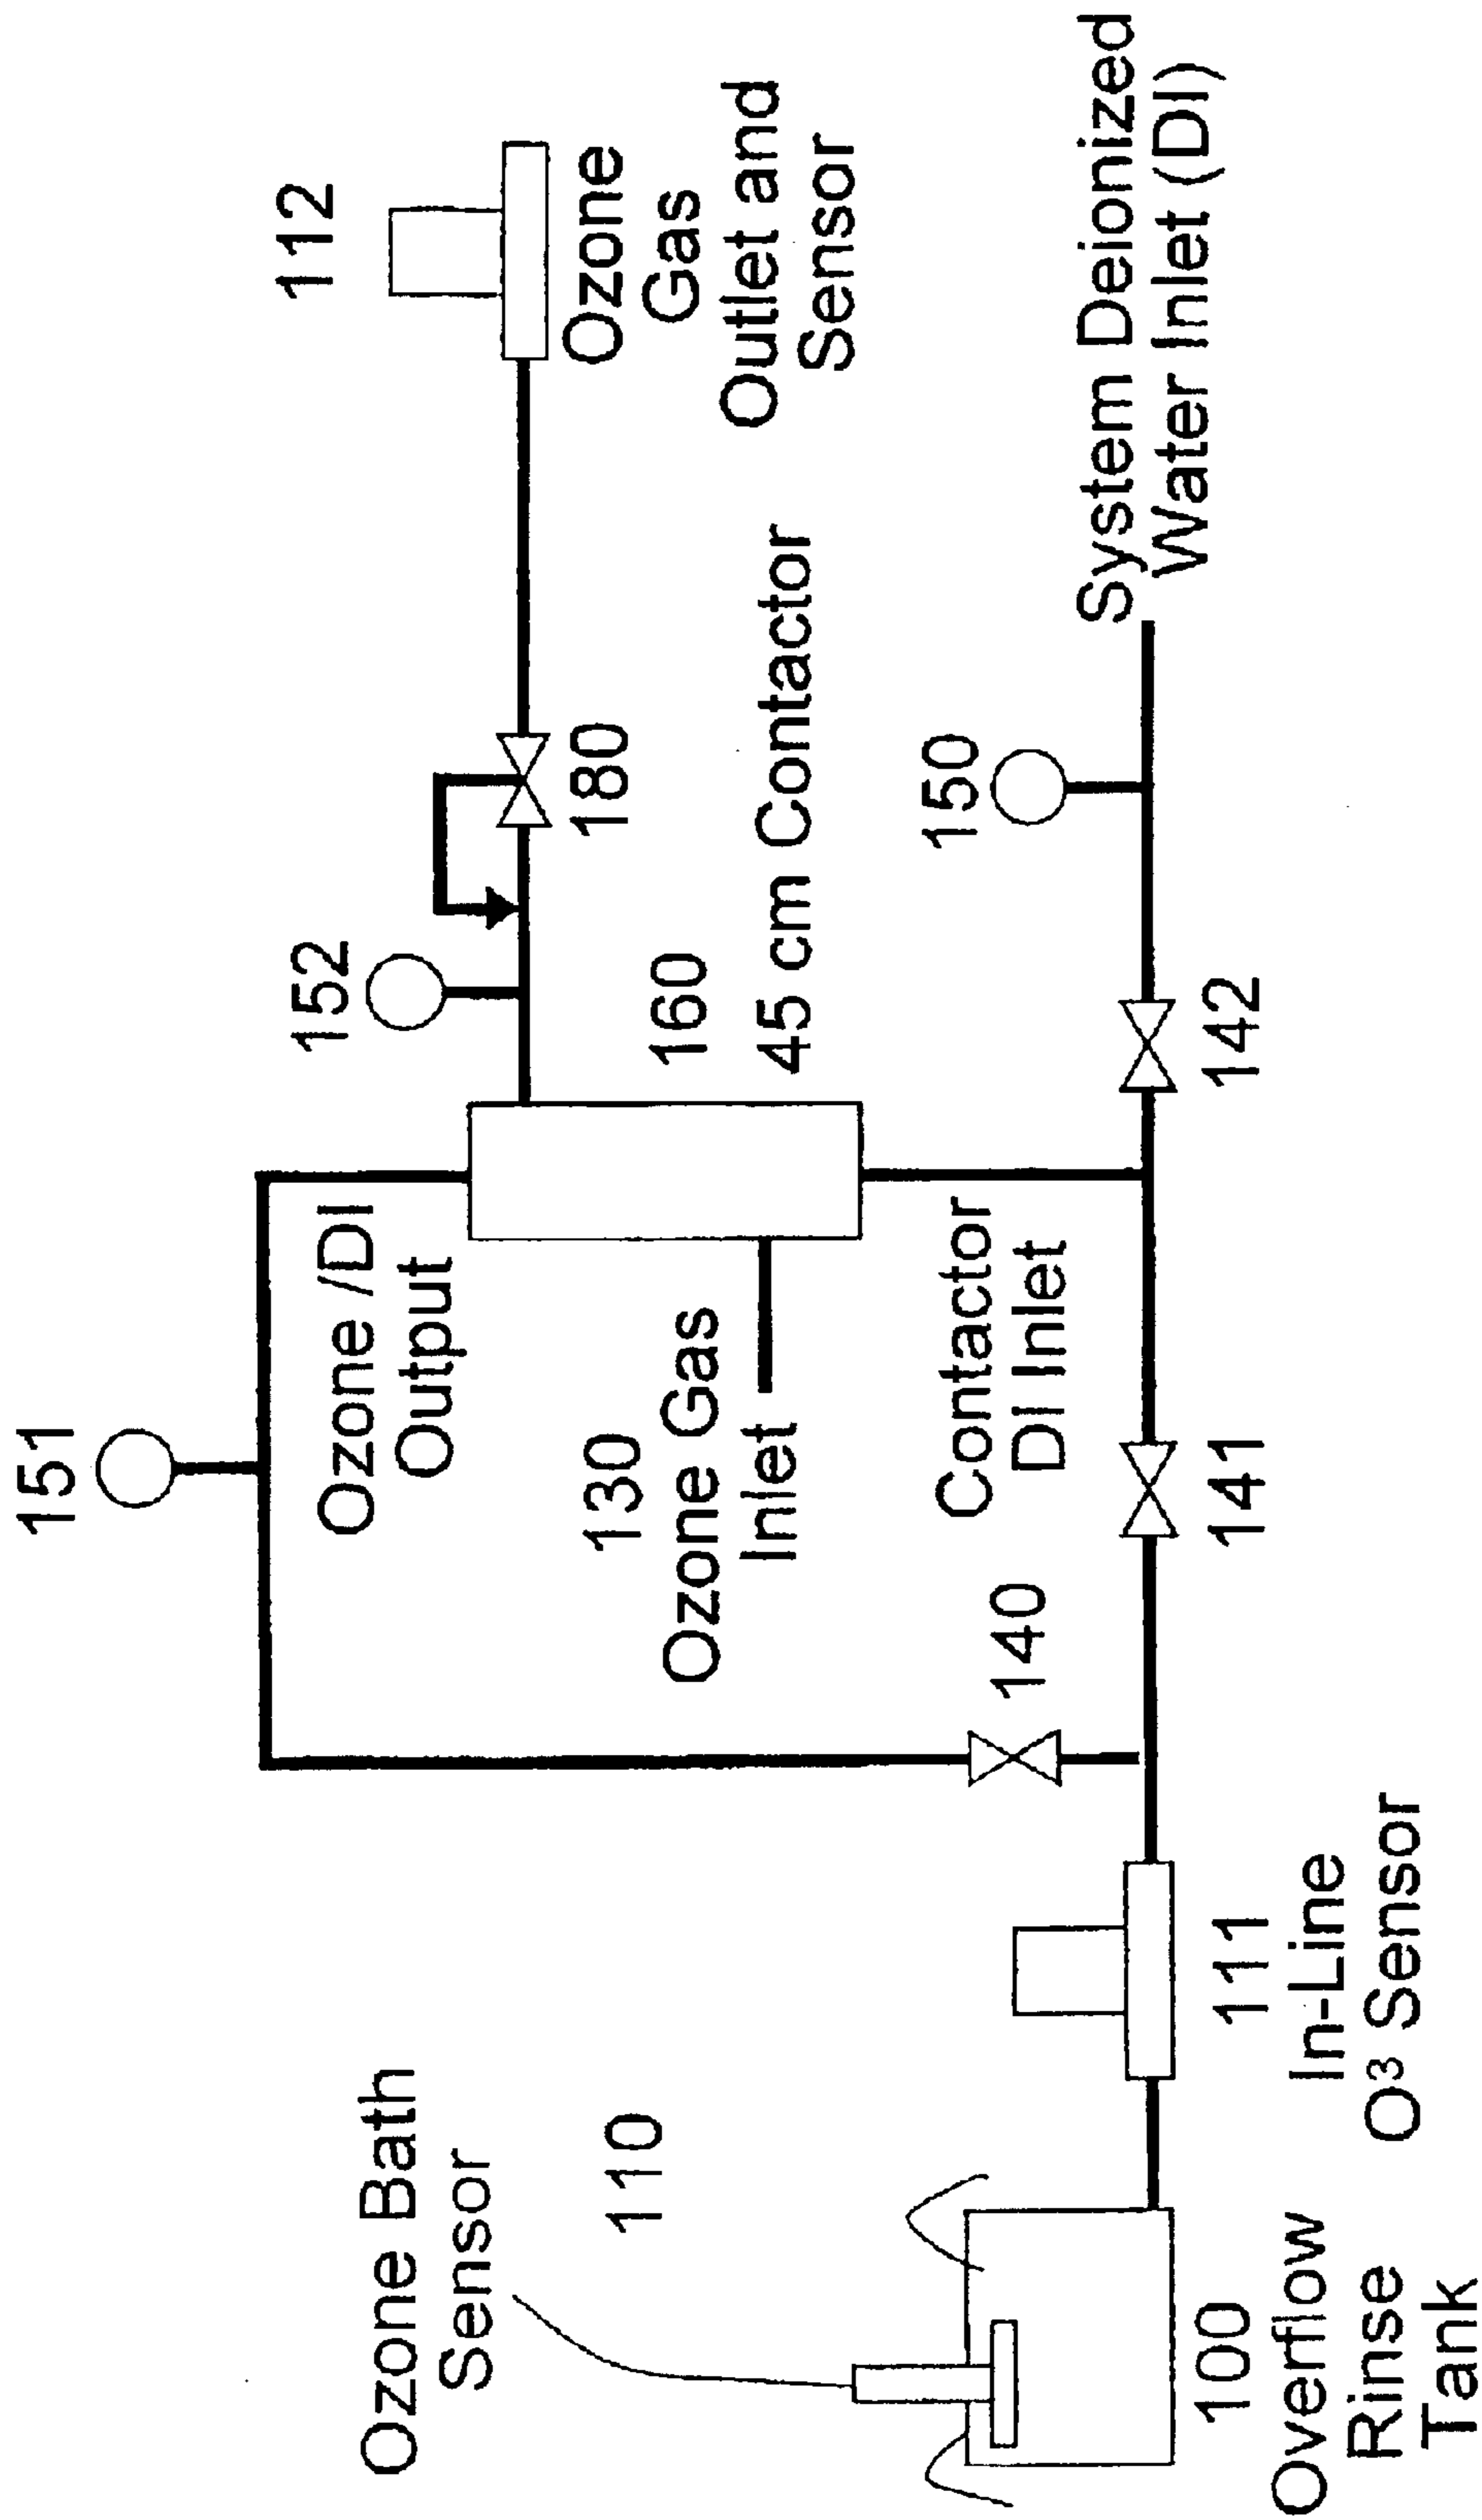 151
152
112
Ozone /DI
Output
130
Ozone Gas
Inlet
160
45 cm Contactor
180
Ozone
Gas
Outlet and
Sensor
Ozone Bath
Sensor
110
140
Contactor
DI Inlet
150
System Deionized
Water Inlet (DI)
100
Overflow
Rinse
Tank
111
In-Line
O³ Sensor
141
142